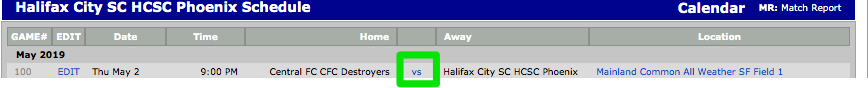 Halifax City SC HCSC Phoenix Schedule Calendar MR: Match Report
GAME# EDIT Date Time Home Away Location
May 2019
100 EDIT Thu May 2 9:00 PM Central FC CFC Destroyers vs Halifax City SC HCSC Phoenix Mainland Common All Weather SF Field 1